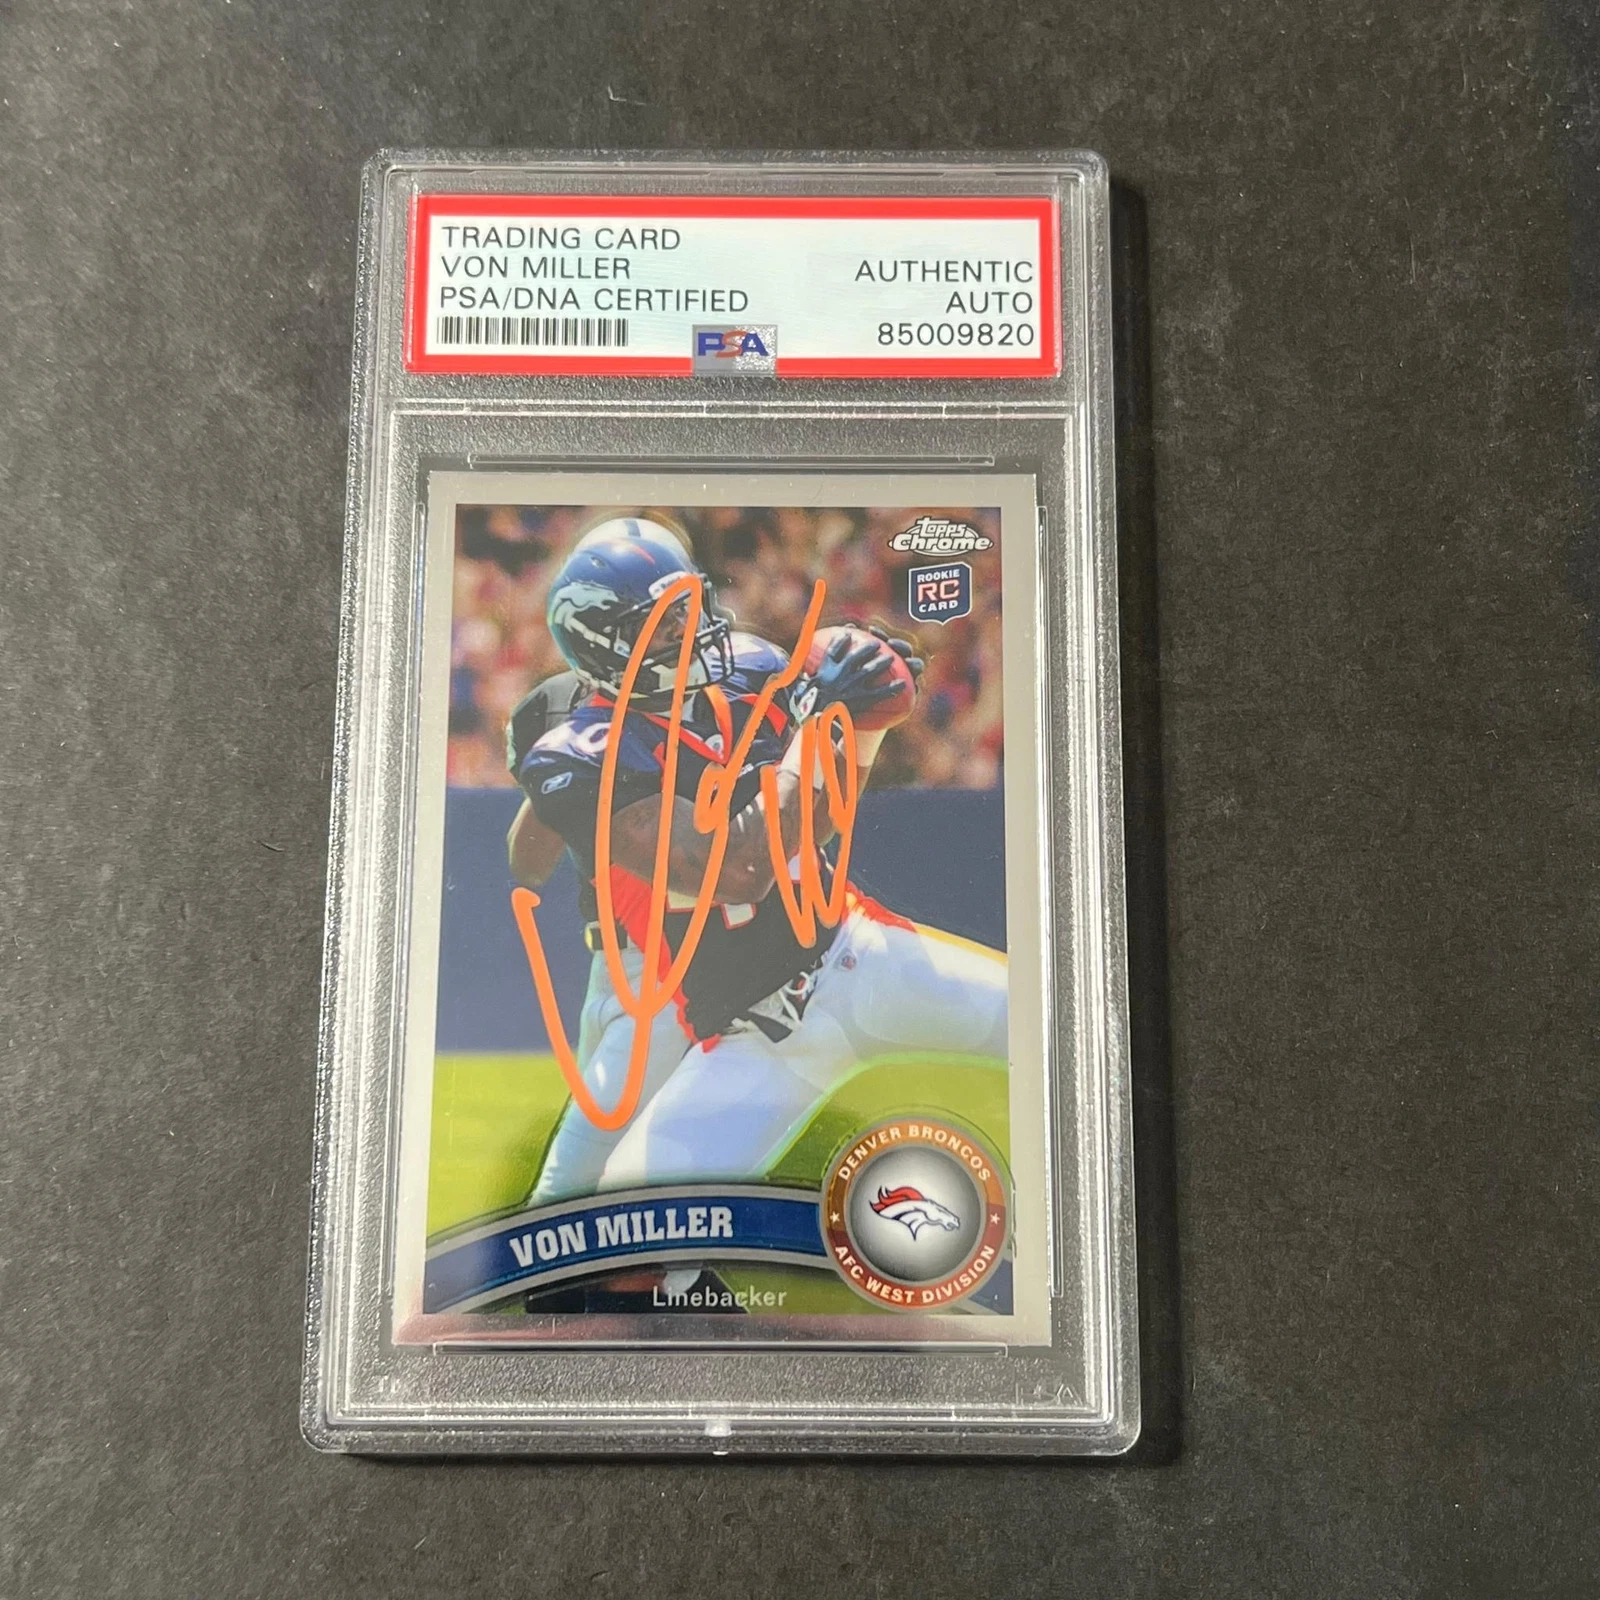 TRADING CARD
VON MILLER
PSA/DNA CERTIFIED
AUTHENTIC
AUTO
85009820
PSA
Topps
Chrome
ROOKIE
RC
CARD
DENVER BRONCOS
AFC WEST DIVISION
VON MILLER
Linebacker